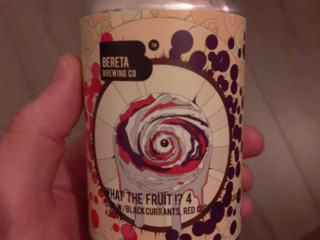 BERETA
BREWING CO
WHAT THE FRUIT !? 4
W/ BLACKCURRANTS, RED